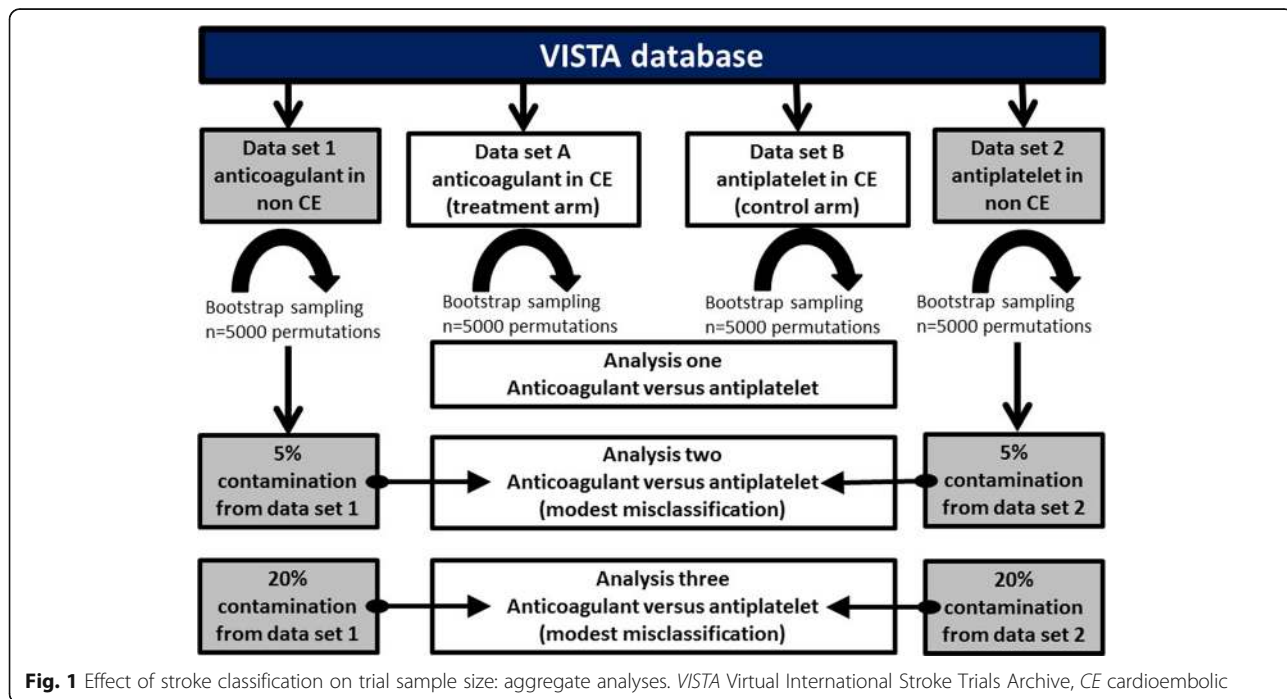 VISTA database
Data set 1
anticoagulant in
non CE
Data set A
anticoagulant in CE
(treatment arm)
Data set B
antiplatelet in CE
(control arm)
Data set 2
antiplatelet in
non CE
Bootstrap sampling
n=5000 permutations
Bootstrap sampling
n=5000 permutations
Bootstrap sampling
n=5000 permutations
Bootstrap sampling
n=5000 permutations
Analysis one
Anticoagulant versus antiplatelet
5%
contamination
from data set 1
Analysis two
Anticoagulant versus antiplatelet
(modest misclassification)
5%
contamination
from data set 2
20%
contamination
from data set 1
Analysis three
Anticoagulant versus antiplatelet
(modest misclassification)
20%
contamination
from data set 2
Fig. 1 Effect of stroke classification on trial sample size: aggregate analyses. VISTA Virtual International Stroke Trials Archive, CE cardioembolic